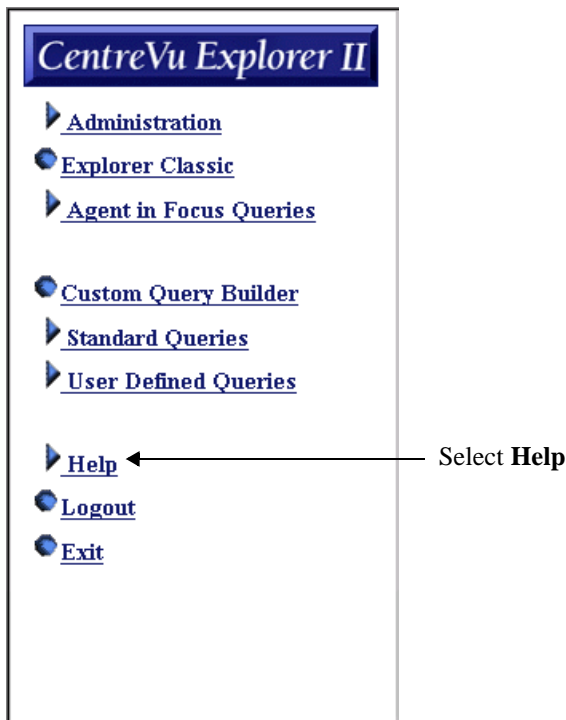 CentreVu Explorer II
Administration
Explorer Classic
Agent in Focus Queries
Custom Query Builder
Standard Queries
User Defined Queries
Help
Select Help
Logout
Exit